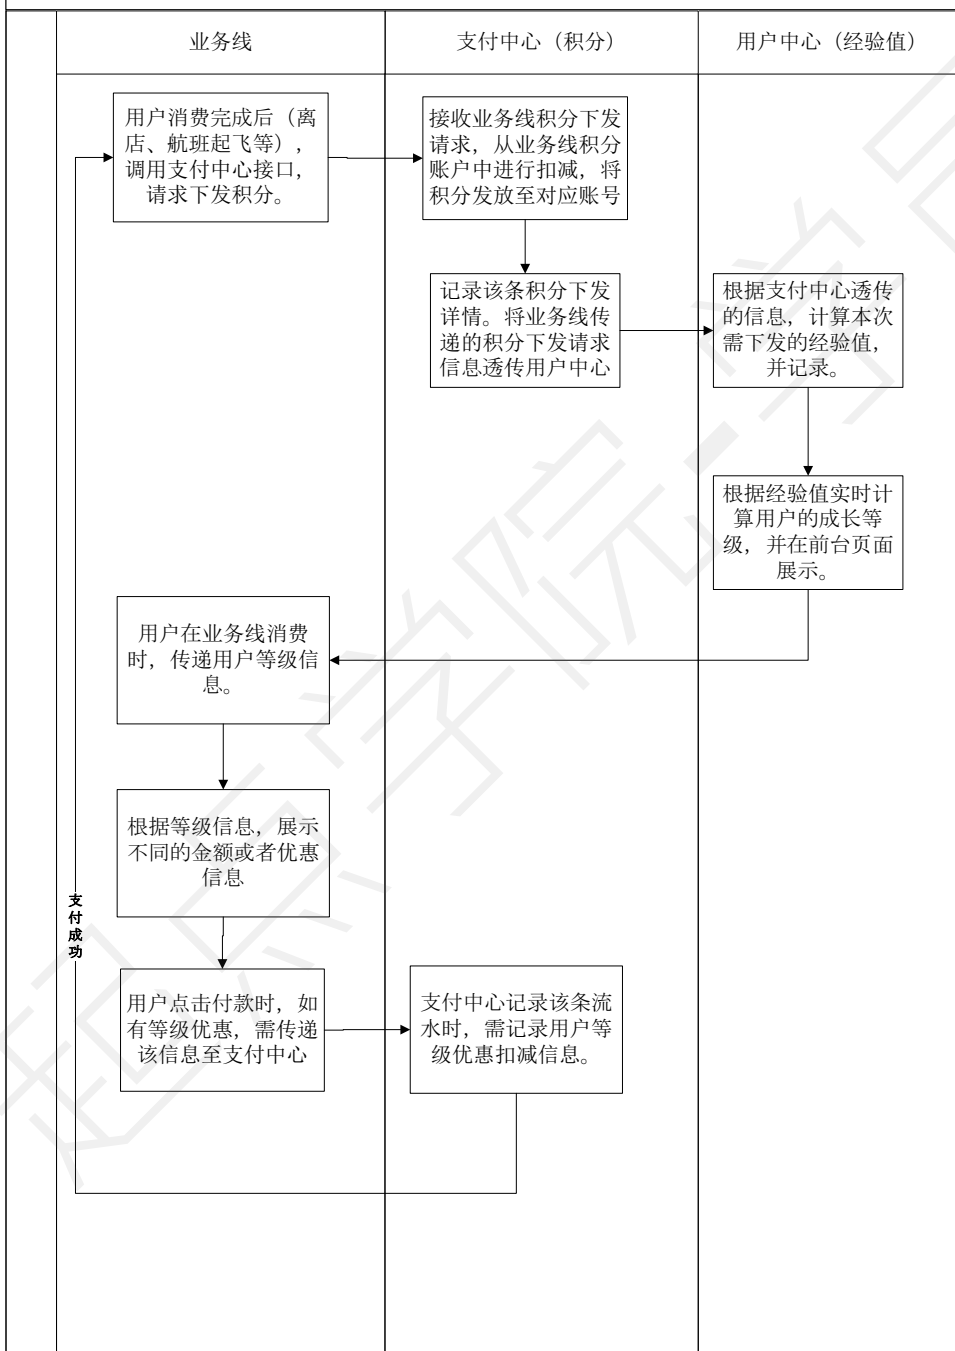 业务线
支付中心（积分）
用户中心（经验值）
用户消费完成后（离
店、航班起飞等），
调用支付中心接口，
请求下发积分。
接收业务线积分下发
请求，从业务线积分
账户中进行扣减，将
积分发放至对应账号
记录该条积分下发
详情。将业务线传
递的积分下发请求
信息透传用户中心
根据支付中心透传
的信息，计算本次
需下发的经验值，
并记录。
根据经验值实时计
算用户的成长等
级，并在前台页面
展示。
用户在业务线消费
时，传递用户等级信
息。
根据等级信息，展示
不同的金额或者优惠
信息
支付成功
用户点击付款时，如
有等级优惠，需传递
该信息至支付中心
支付中心记录该条流
水时，需记录用户等
级优惠扣减信息。
起点学院-学员